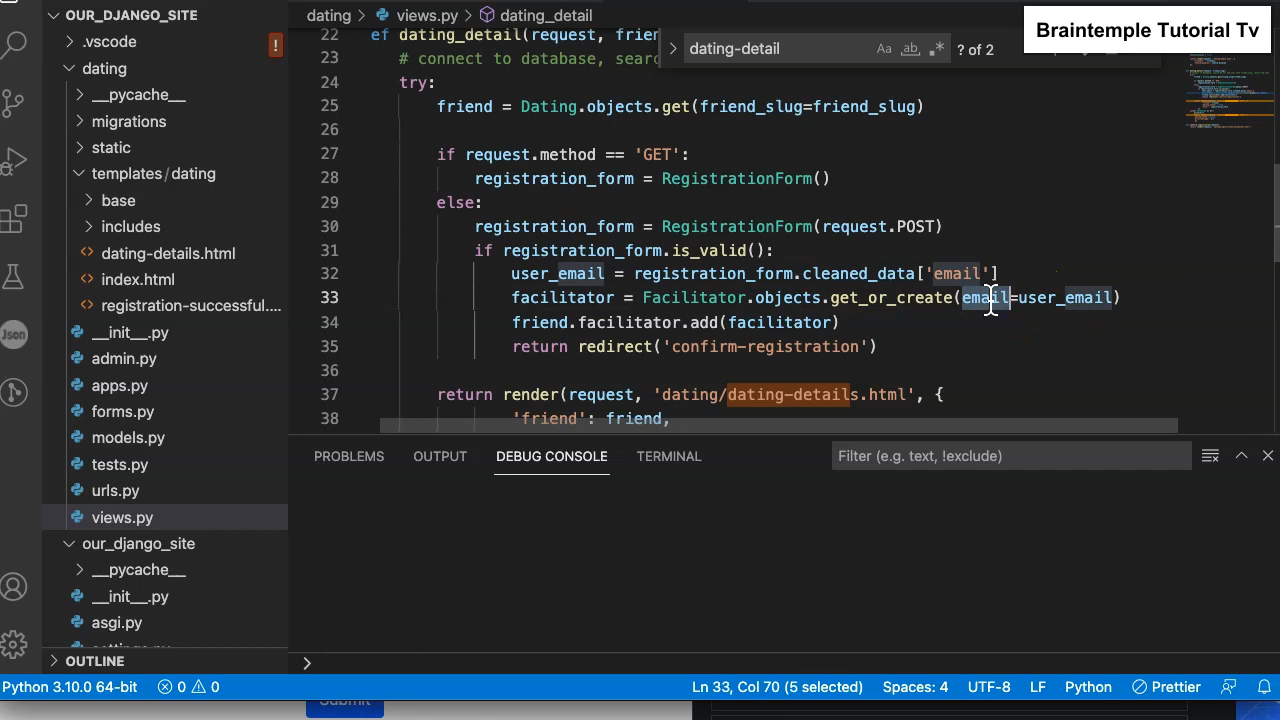 OUR_DJANGO_SITE
.vscode
!
dating
__pycache__
migrations
static
templates/dating
base
includes
dating-details.html
index.html
registration-successful....
__init__.py
admin.py
apps.py
forms.py
models.py
tests.py
urls.py
views.py
our_django_site
__pycache__
__init__.py
asgi.py
OUTLINE
Json
dating > views.py > dating_detail
Braintemple Tutorial Tv
dating-detail Aa ab. ? of 2
22 ef dating_detail(request, frien
23 # connect to database, sear
24 try:
25 friend = Dating.objects.get(friend_slug=friend_slug)
26
27 if request.method == 'GET':
28 registration_form = RegistrationForm()
29 else:
30 registration_form = RegistrationForm(request.POST)
31 if registration_form.is_valid():
32 user_email = registration_form.cleaned_data['email']
33 facilitator = Facilitator.objects.get_or_create(email=user_email)
34 friend.facilitator.add(facilitator)
35 return redirect('confirm-registration')
36
37 return render(request, 'dating/dating-details.html', {
38 'friend': friend,
PROBLEMS OUTPUT DEBUG CONSOLE TERMINAL Filter (e.g. text, !exclude)
Python 3.10.0 64-bit 0 0 Ln 33, Col 70 (5 selected) Spaces: 4 UTF-8 LF Python Prettier
Submit